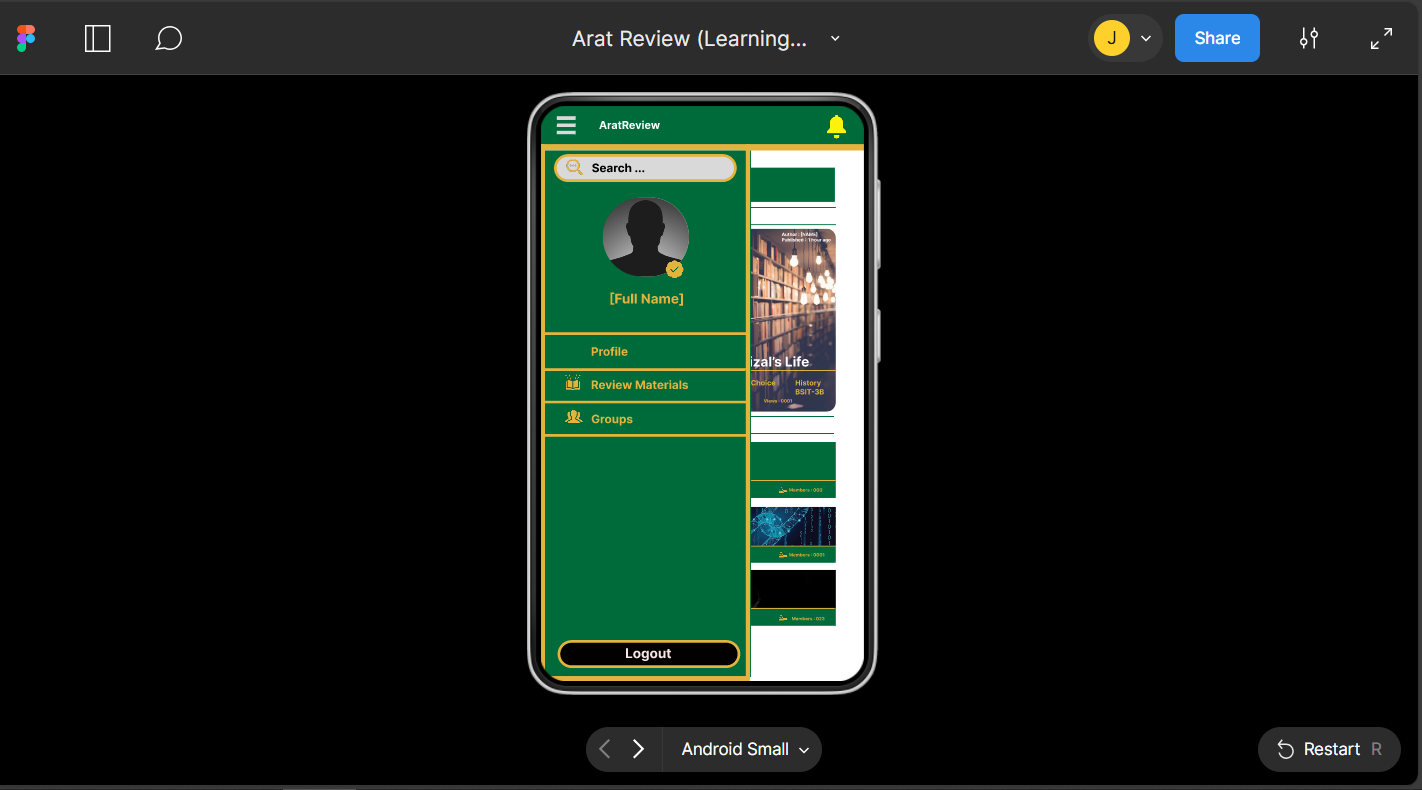 Arat Review (Learning...
J
Share
AratReview
Search ...
[Full Name]
Profile
Review Materials
Groups
Logout
Author : [NAME]
Published : 1 hour ago
izal's Life
Choice
History
BSIT-3B
Views : 0001
Members : 000
Members : 0001
Members : 023
Android Small
Restart R